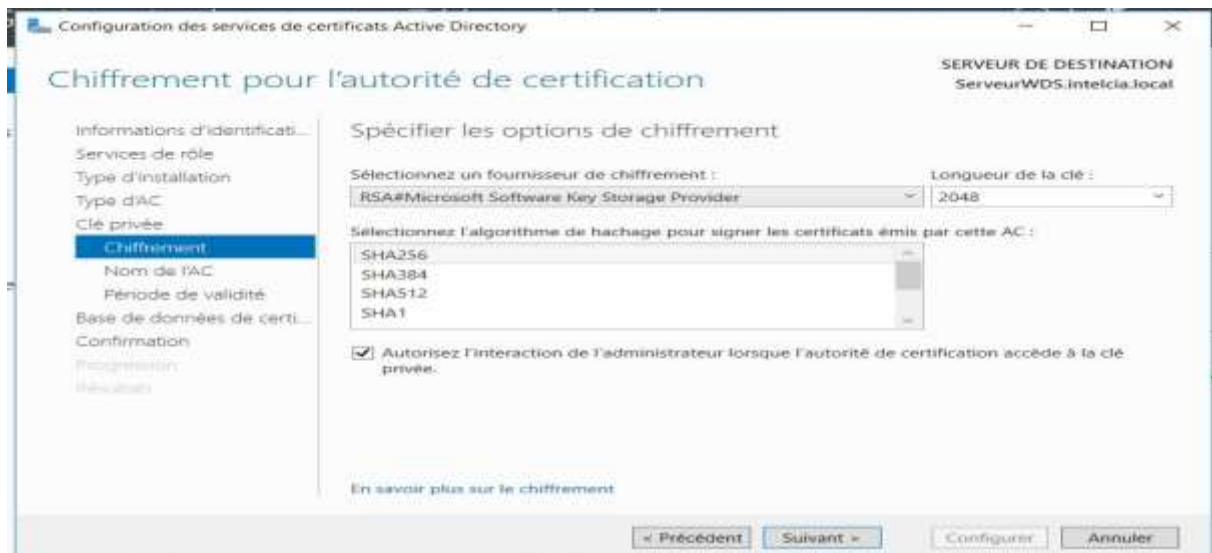 Configuration des services de certificats Active Directory
Chiffrement pour l'autorité de certification
SERVEUR DE DESTINATION
ServeurWDS.intelcia.local
Informations d'identificati...
Services de rôle
Type d'installation
Type d'AC
Clé privée
Chiffrement
Nom de l'AC
Période de validité
Base de données de certi...
Confirmation
Progression
Résultats
Spécifier les options de chiffrement
Sélectionnez un fournisseur de chiffrement :
Longueur de la clé :
RSA#Microsoft Software Key Storage Provider
2048
Sélectionnez l'algorithme de hachage pour signer les certificats émis par cette AC :
SHA256
SHA384
SHA512
SHA1
Autorisez l'interaction de l'administrateur lorsque l'autorité de certification accède à la clé
privée.
En savoir plus sur le chiffrement
< Précédent
Suivant >
Configurer
Annuler